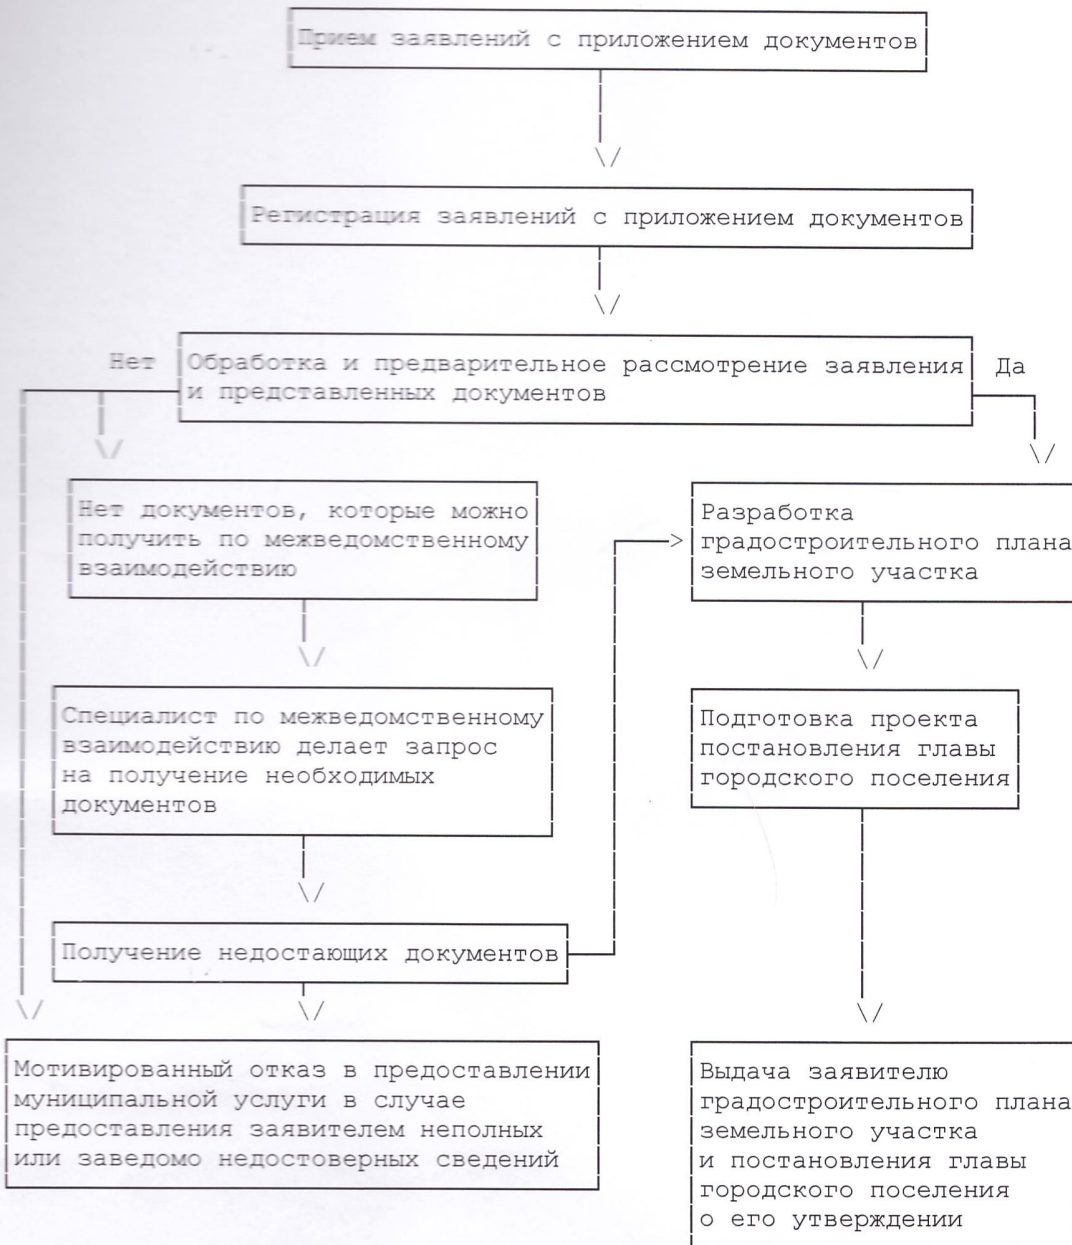 Прием заявлений с приложением документов
Регистрация заявлений с приложением документов
Нет
Обработка и предварительное рассмотрение заявления
и представленных документов
Да
Нет документов, которые можно
получить по межведомственному
взаимодействию
Разработка
градостроительного плана
земельного участка
Специалист по межведомственному
взаимодействию делает запрос
на получение необходимых
документов
Подготовка проекта
постановления главы
городского поселения
Получение недостающих документов
Мотивированный отказ в предоставлении
муниципальной услуги в случае
предоставления заявителем неполных
или заведомо недостоверных сведений
Выдача заявителю
градостроительного плана
земельного участка
и постановления главы
городского поселения
о его утверждении